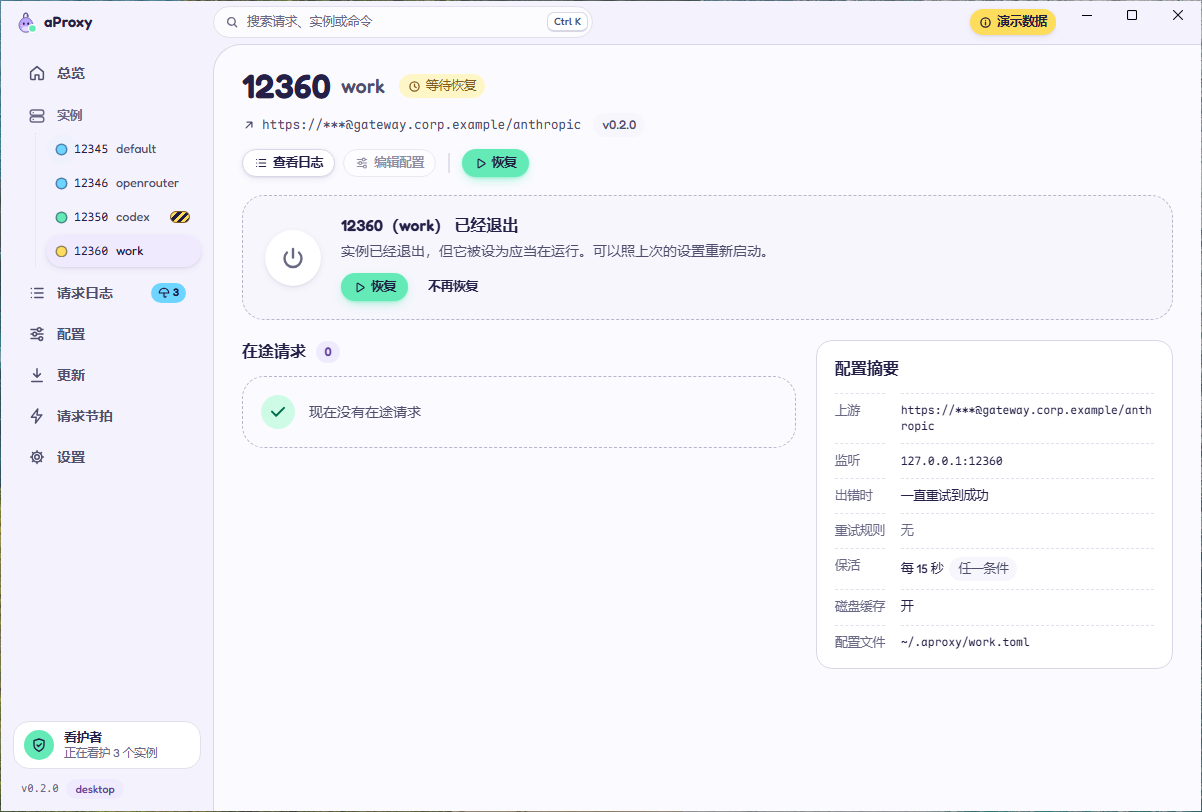 aProxy
搜索请求、实例或命令
Ctrl K
演示数据
总览
实例
12345 default
12346 openrouter
12350 codex
12360 work
请求日志
3
配置
更新
请求节拍
设置
看护者
正在看护 3 个实例
v0.2.0 desktop
12360 work 等待恢复
https://***@gateway.corp.example/anthropic v0.2.0
查看日志 编辑配置 恢复
12360（work） 已经退出
实例已经退出，但它被设为应当在运行。可以照上次的设置重新启动。
恢复 不再恢复
在途请求 0
现在没有在途请求
配置摘要
上游 https://***@gateway.corp.example/anth
ropic
监听 127.0.0.1:12360
出错时 一直重试到成功
重试规则 无
保活 每 15 秒 任一条件
磁盘缓存 开
配置文件 ~/.aproxy/work.toml